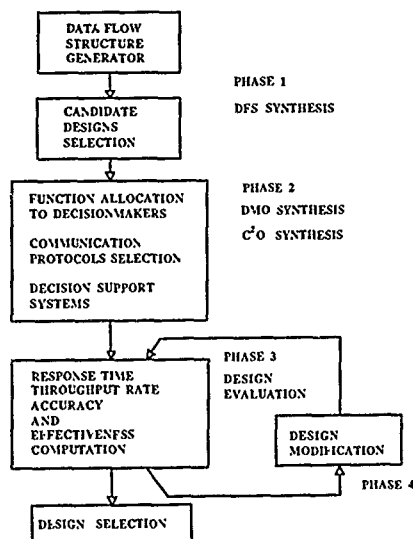 DATA FLOW
STRUCTURE
GENERATOR
PHASE 1
DFS SYNTHESIS
CANDIDATE
DESIGNS
SELECTION
FUNCTION ALLOCATION
TO DECISIONMAKERS
COMMUNICATION
PROTOCOLS SELECTION
DECISION SUPPORT
SYSTEMS
PHASE 2
DMO SYNTHESIS
C²O SYNTHESIS
PHASE 3
DESIGN
EVALUATION
RESPONSE TIME
THROUGHPUT RATE
ACCURACY
AND
EFFECTIVENESS
COMPUTATION
DESIGN
MODIFICATION
PHASE 4
DESIGN SELECTION